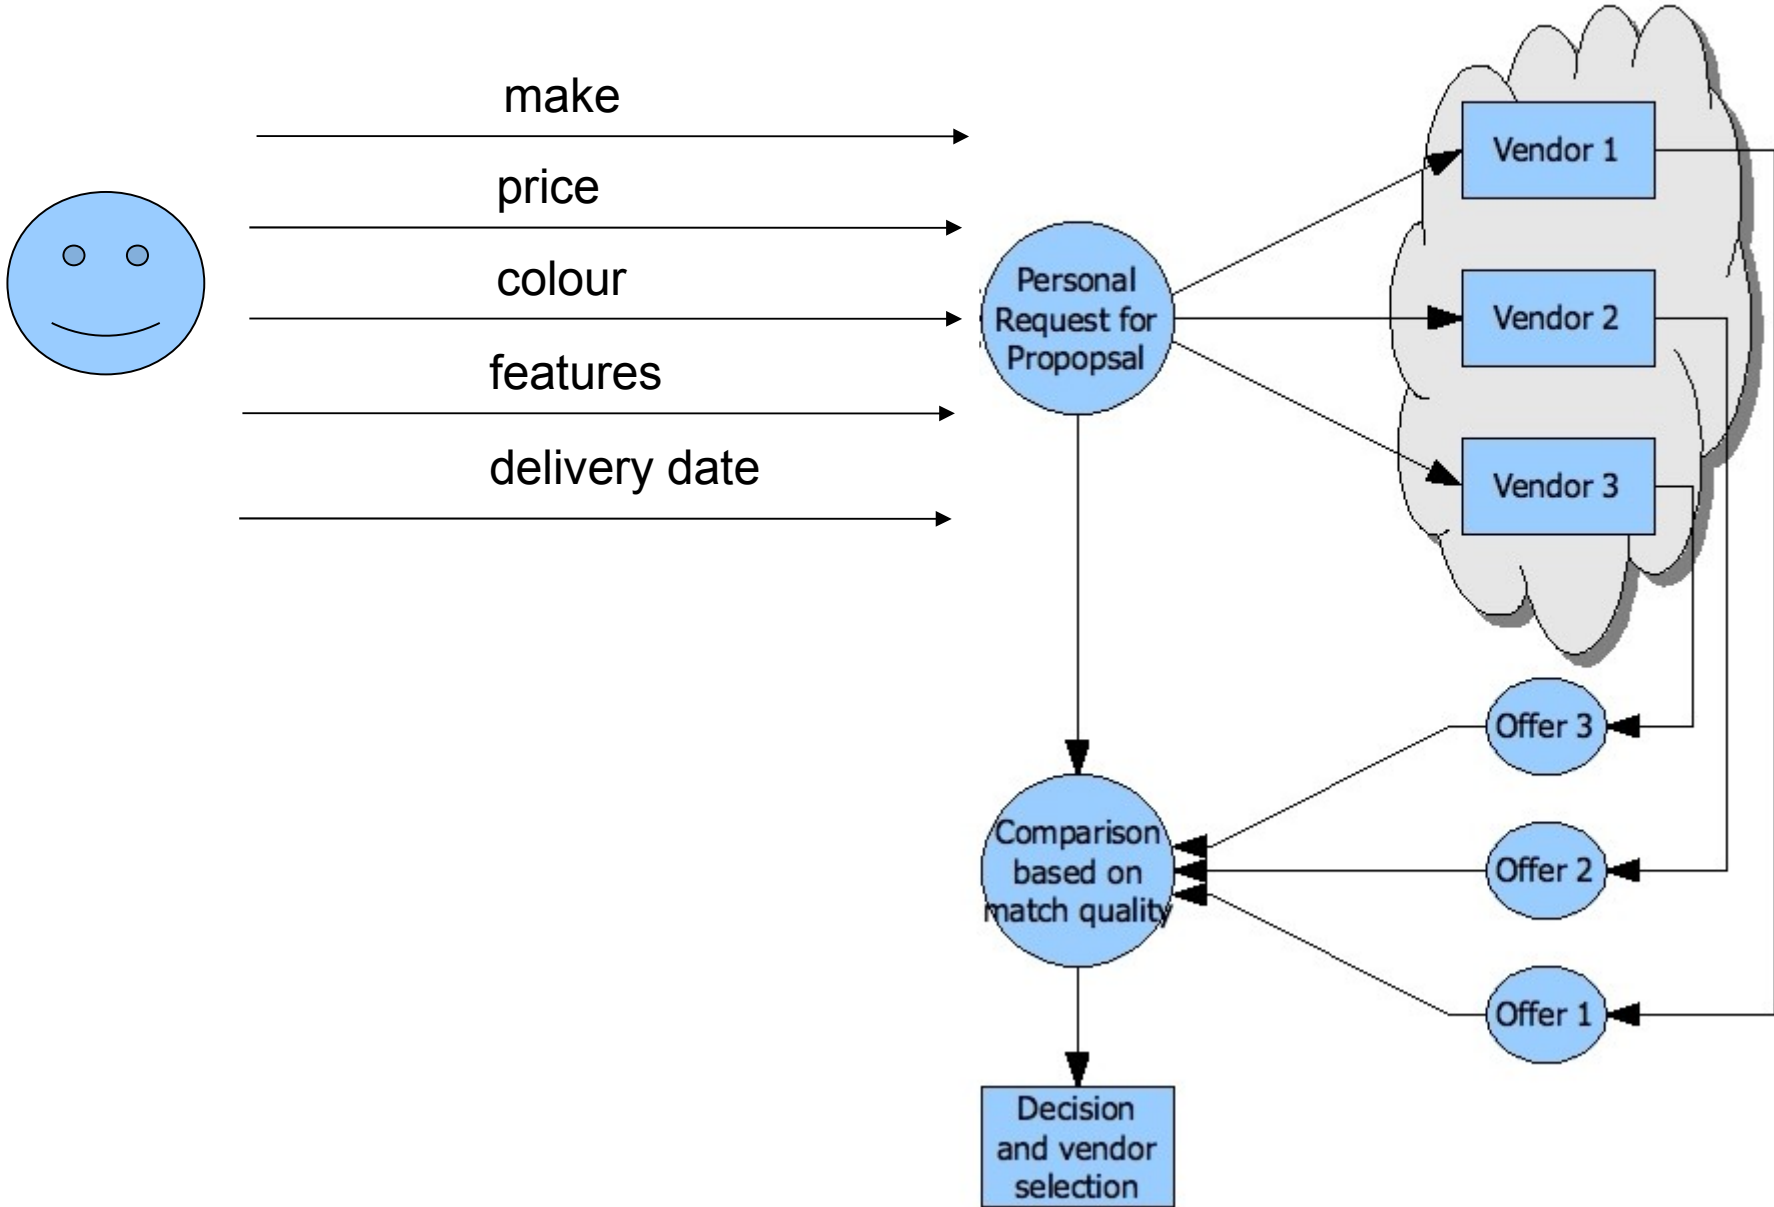 make
price
colour
features
delivery date
Personal
Request for
Propopsal
Vendor 1
Vendor 2
Vendor 3
Offer 3
Offer 2
Offer 1
Comparison
based on
match quality
Decision
and vendor
selection